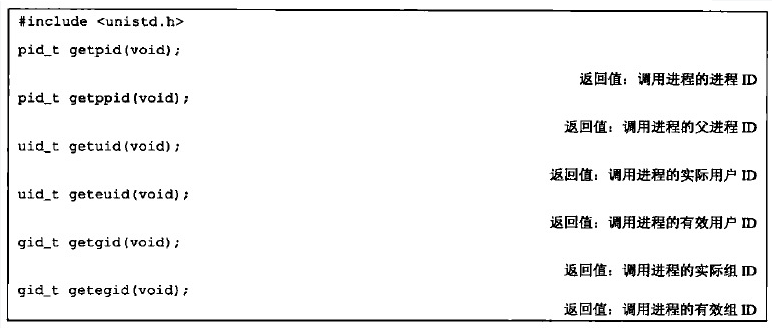 #include <unistd.h>
pid_t getpid(void);
返回值：调用进程的进程 ID
pid_t getppid(void);
返回值：调用进程的父进程 ID
uid_t getuid(void);
返回值：调用进程的实际用户 ID
uid_t geteuid(void);
返回值：调用进程的有效用户 ID
gid_t getgid(void);
返回值：调用进程的实际组 ID
gid_t getegid(void);
返回值：调用进程的有效组 ID